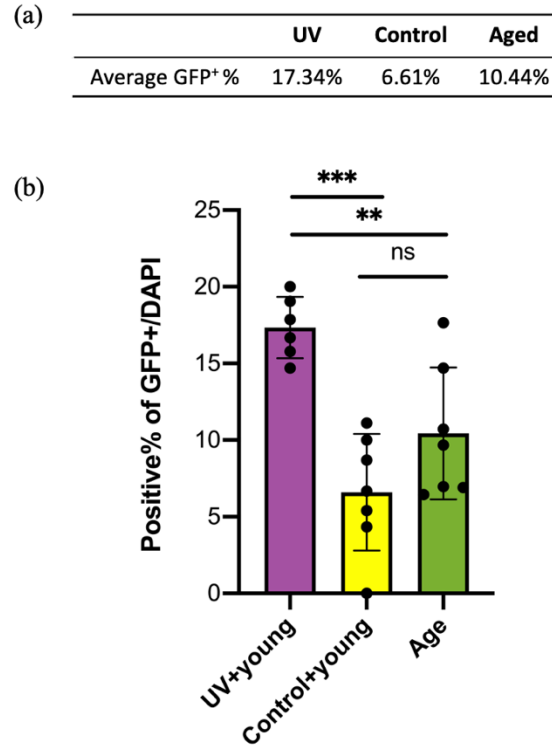 (a)
UV Control Aged
Average GFP⁺ % 17.34% 6.61% 10.44%
(b)
***
**
ns
25
20
15
10
5
0
Positive% of GFP+/DAPI
UV+young
Control+young
Age